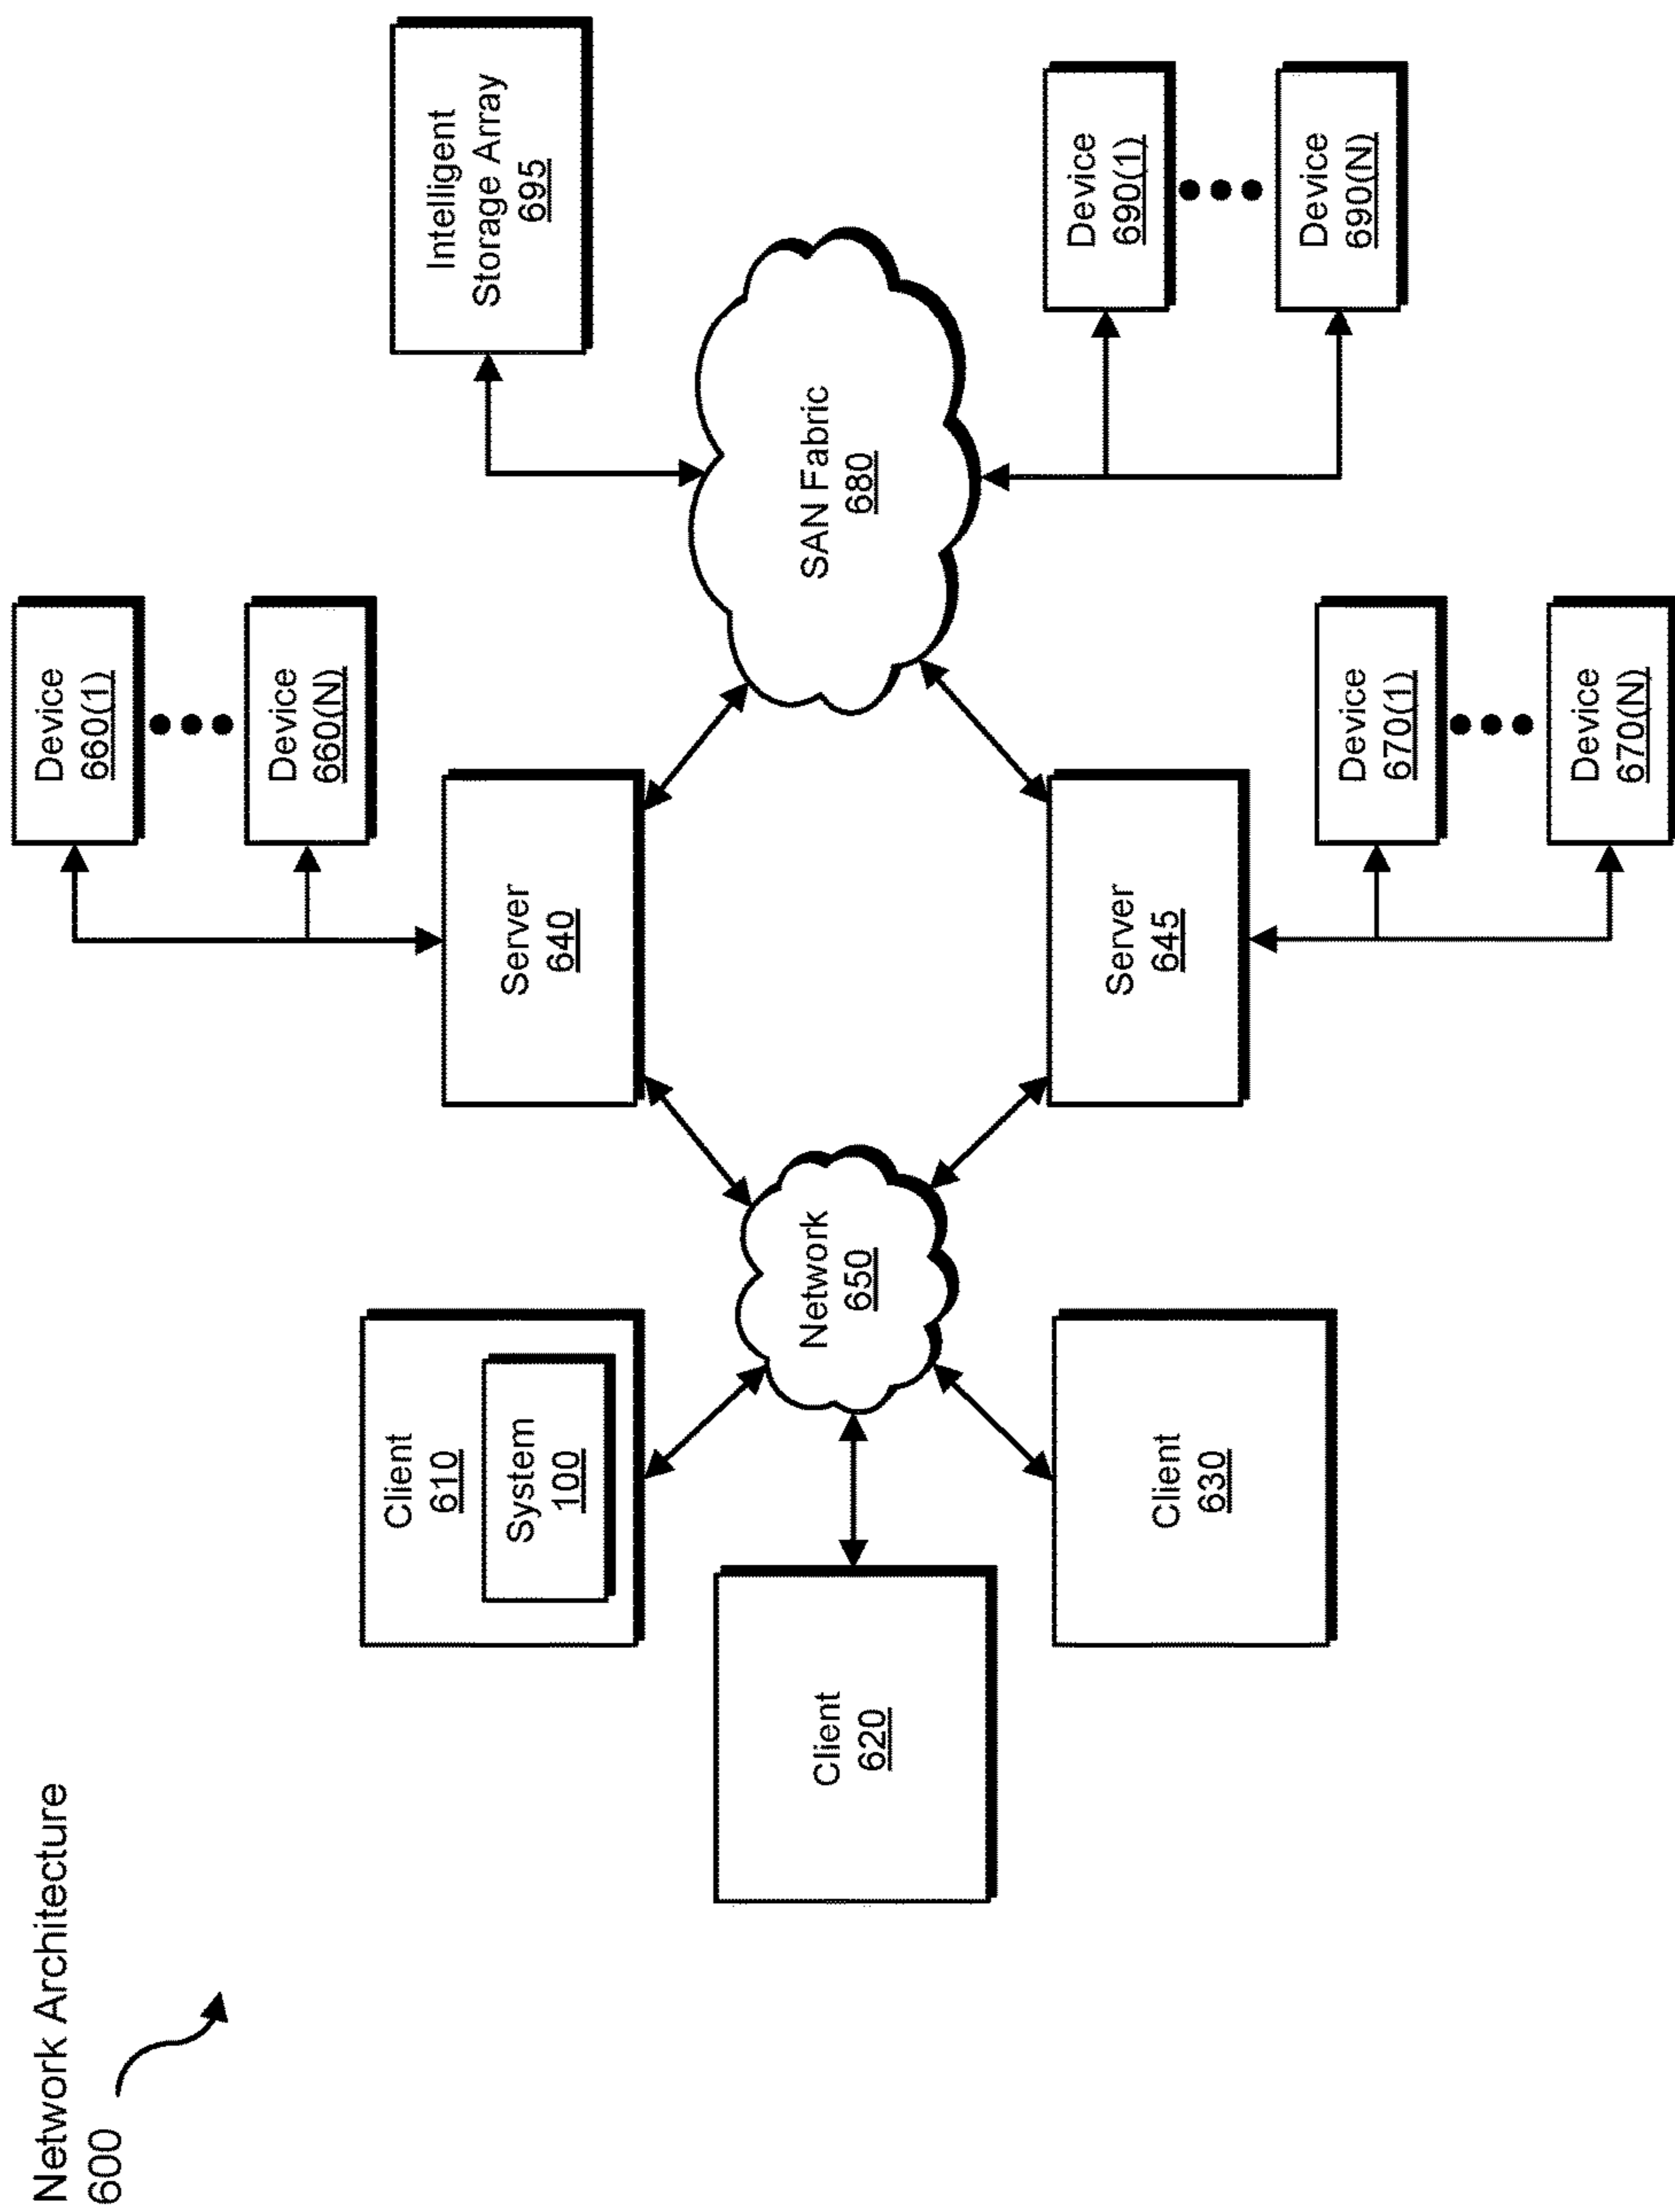 Network Architecture
600
Client
610
System
100
Client
620
Client
630
Network
650
Server
640
Server
645
Device
660(1)
Device
660(N)
Device
670(1)
Device
670(N)
SAN Fabric
680
Intelligent
Storage Array
695
Device
690(1)
Device
690(N)